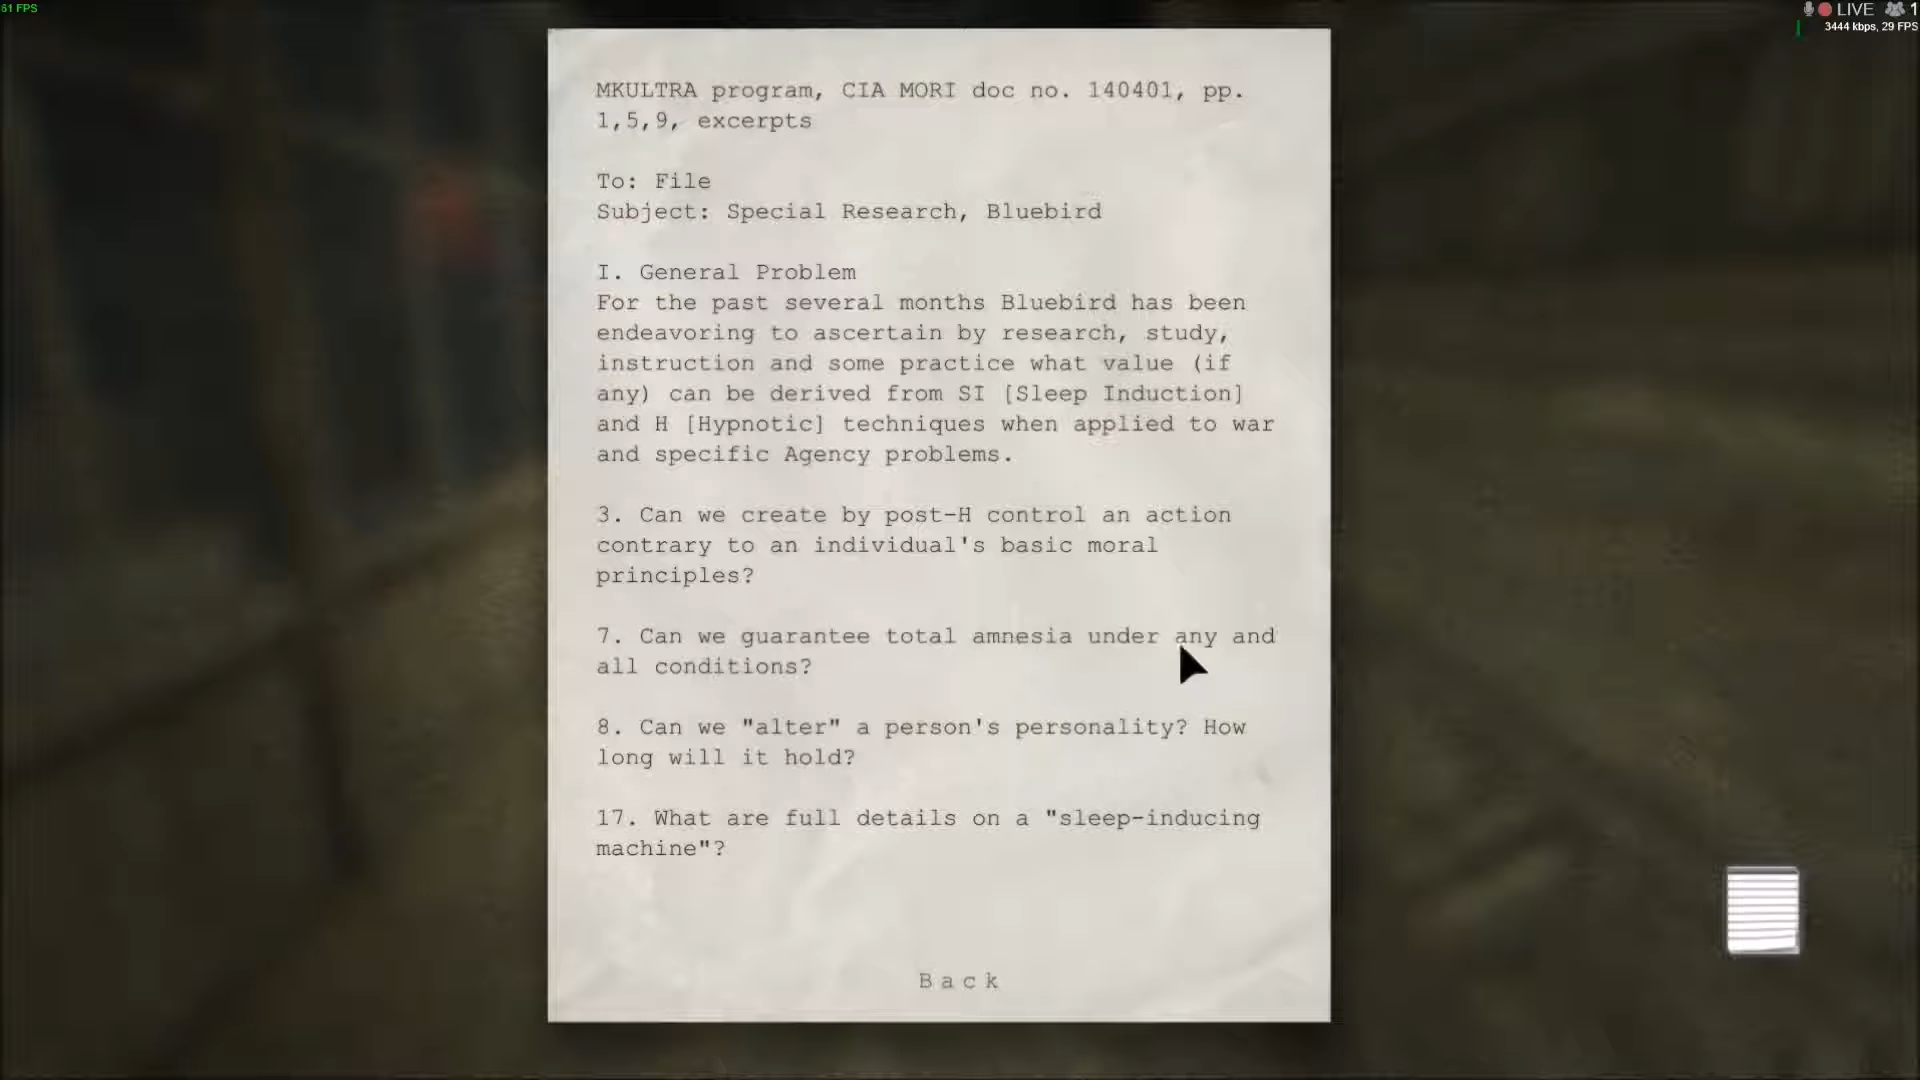 61 FPS
LIVE 1
3444 kbps, 29 FPS
MKULTRA program, CIA MORI doc no. 140401, pp.
1,5,9, excerpts
To: File
Subject: Special Research, Bluebird
I. General Problem
For the past several months Bluebird has been
endeavoring to ascertain by research, study,
instruction and some practice what value (if
any) can be derived from SI [Sleep Induction]
and H [Hypnotic] techniques when applied to war
and specific Agency problems.
3. Can we create by post-H control an action
contrary to an individual's basic moral
principles?
7. Can we guarantee total amnesia under any and
all conditions?
8. Can we "alter" a person's personality? How
long will it hold?
17. What are full details on a "sleep-inducing
machine"?
Back